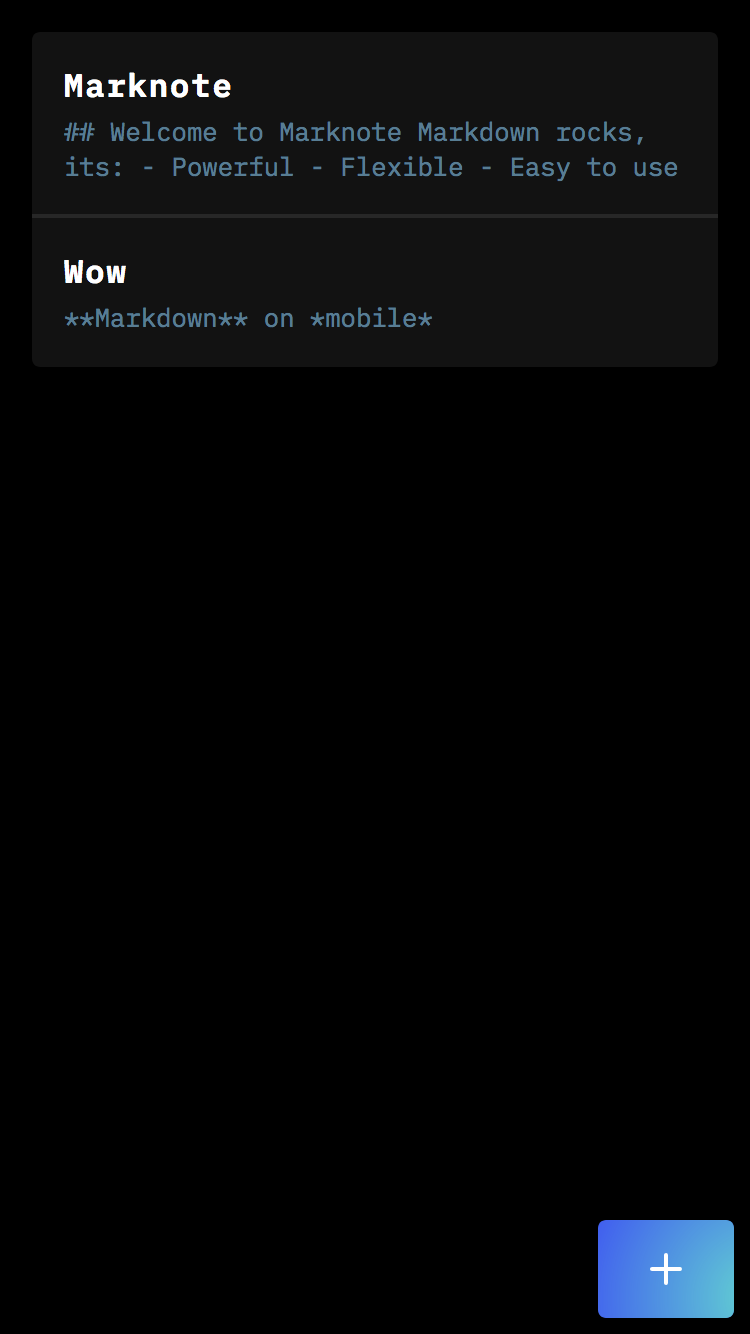 Marknote
## Welcome to Marknote Markdown rocks,
its: - Powerful - Flexible - Easy to use
Wow
**Markdown** on *mobile*